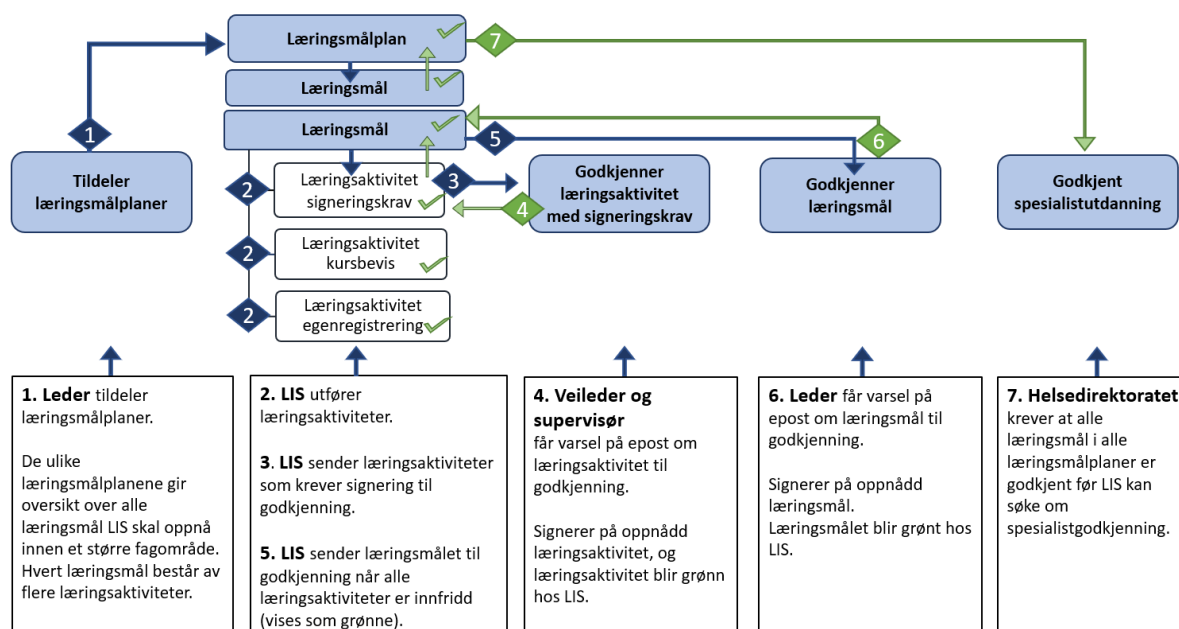 Læringsmålplan
7
Læringsmål
Læringsmål
1
5
6
Tildeler
læringsmålplaner
2
Læringsaktivitet
signeringskrav
3
4
Godkjenner
læringsaktivitet
med signeringskrav
Godkjenner
læringsmål
Godkjent
spesialistutdanning
2
Læringsaktivitet
kursbevis
2
Læringsaktivitet
egenregistrering
1. Leder tildeler
læringsmålplaner.
De ulike
læringsmålplanene gir
oversikt over alle
læringsmål LIS skal oppnå
innen et større fagområde.
Hvert læringsmål består av
flere læringsaktiviteter.
2. LIS utfører
læringsaktiviteter.
3. LIS sender læringsaktiviteter
som krever signering til
godkjenning.
5. LIS sender læringsmålet til
godkjenning når alle
læringsaktiviteter er innfridd
(vises som grønne).
4. Veileder og
supervisør
får varsel på epost om
læringsaktivitet til
godkjenning.
Signerer på oppnådd
læringsaktivitet, og
læringsaktivitet blir grønn
hos LIS.
6. Leder får varsel på
epost om læringsmål til
godkjenning.
Signerer på oppnådd
læringsmål.
Læringsmålet blir grønt hos
LIS.
7. Helsedirektoratet
krever at alle
læringsmål i alle
læringsmålplaner er
godkjent før LIS kan
søke om
spesialistgodkjenning.